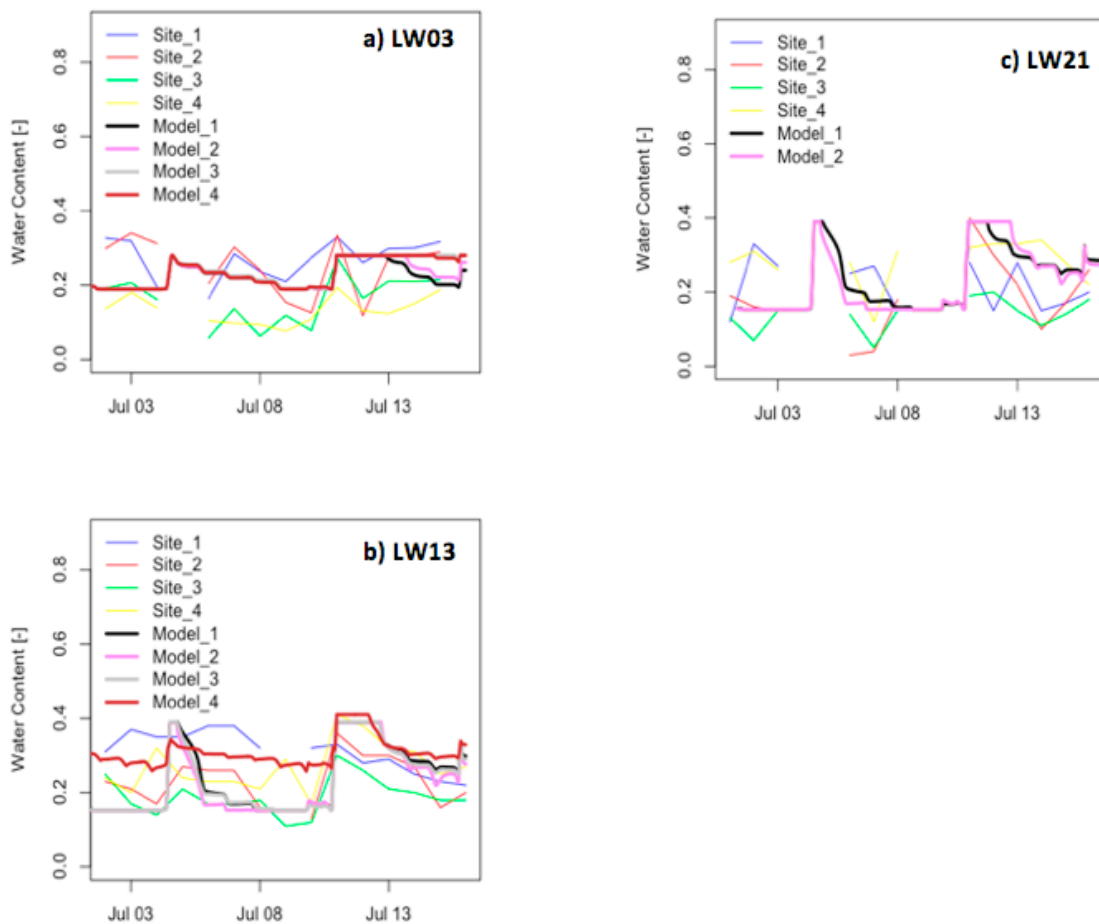 a) LW03
Site_1
Site_2
Site_3
Site_4
Model_1
Model_2
Model_3
Model_4
Water Content [-]
0.0
0.2
0.4
0.6
0.8
Jul 03
Jul 08
Jul 13
c) LW21
Site_1
Site_2
Site_3
Site_4
Model_1
Model_2
Water Content [-]
0.0
0.2
0.4
0.6
0.8
Jul 03
Jul 08
Jul 13
b) LW13
Site_1
Site_2
Site_3
Site_4
Model_1
Model_2
Model_3
Model_4
Water Content [-]
0.0
0.2
0.4
0.6
0.8
Jul 03
Jul 08
Jul 13